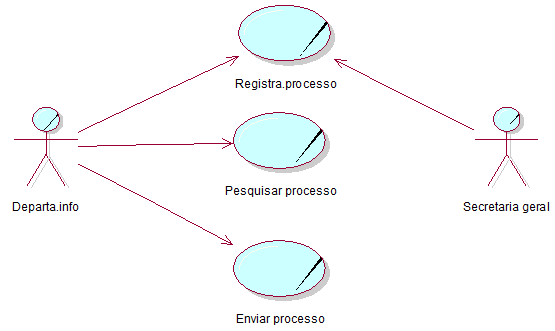 Registra.processo
Pesquisar processo
Departa.info
Secretaria geral
Enviar processo